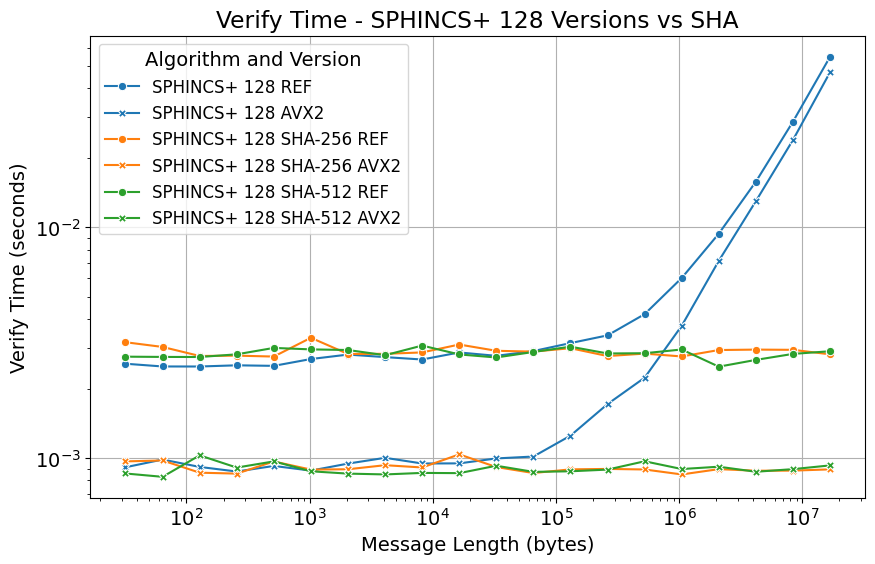 Verify Time - SPHINCS+ 128 Versions vs SHA
Algorithm and Version
SPHINCS+ 128 REF
SPHINCS+ 128 AVX2
SPHINCS+ 128 SHA-256 REF
SPHINCS+ 128 SHA-256 AVX2
SPHINCS+ 128 SHA-512 REF
SPHINCS+ 128 SHA-512 AVX2
Verify Time (seconds)
10⁻²
10⁻³
10² 10³ 10⁴ 10⁵ 10⁶ 10⁷
Message Length (bytes)